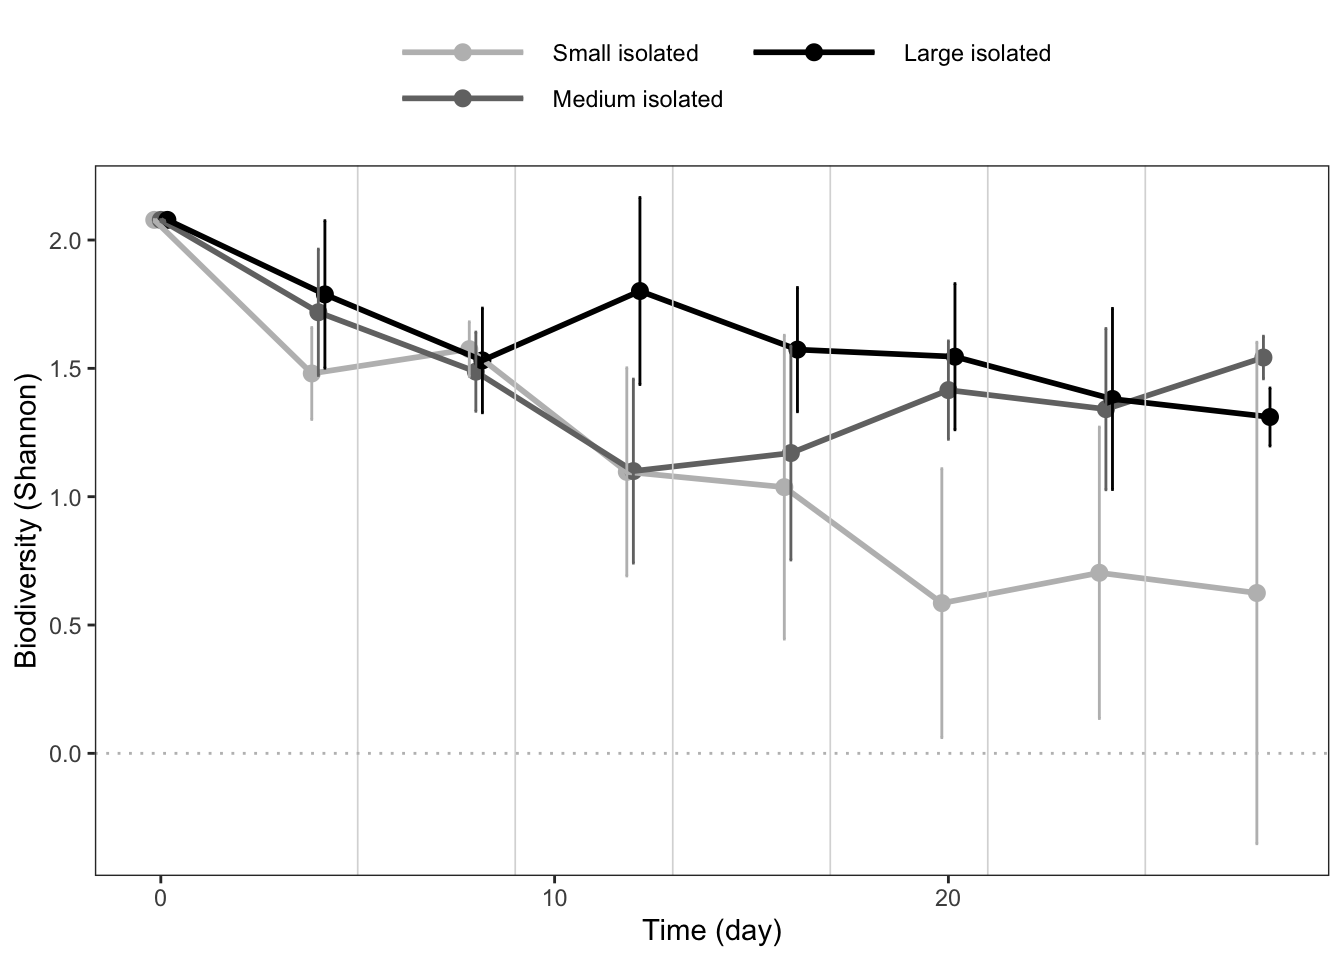 Small isolated
Large isolated
Medium isolated
Biodiversity (Shannon)
2.0
1.5
1.0
0.5
0.0
0
10
20
Time (day)